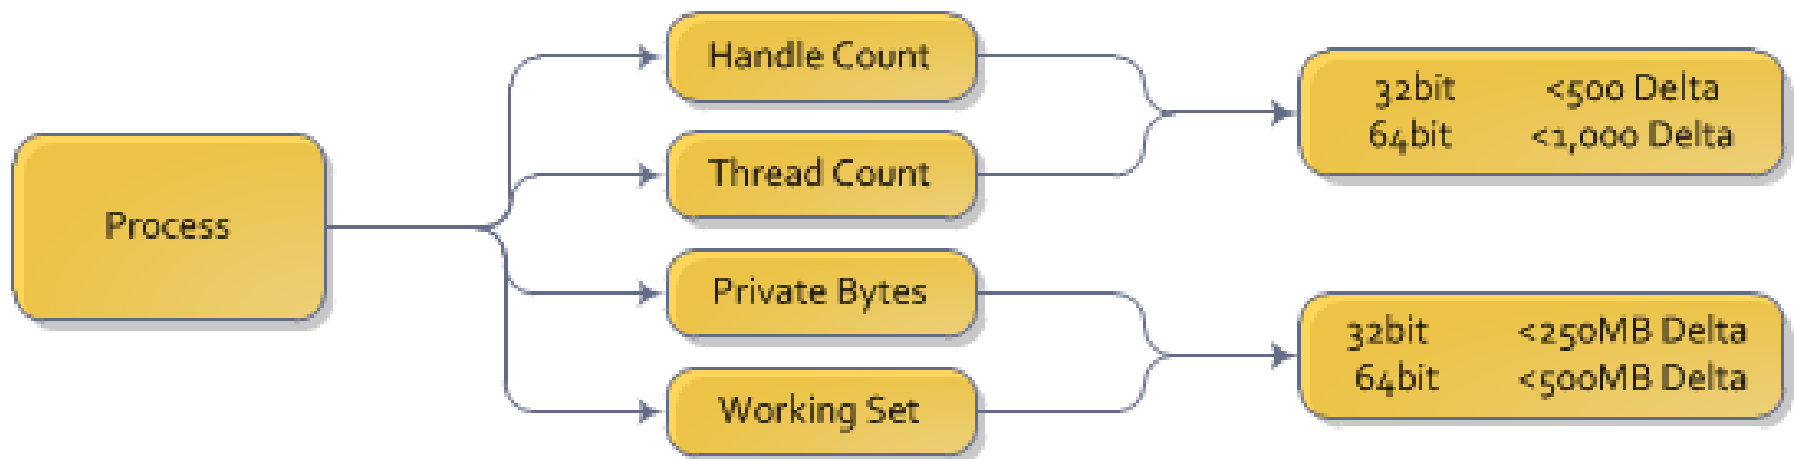 Process
Handle Count
Thread Count
Private Bytes
Working Set
32bit <500 Delta
64bit <1,000 Delta
32bit <250MB Delta
64bit <500MB Delta